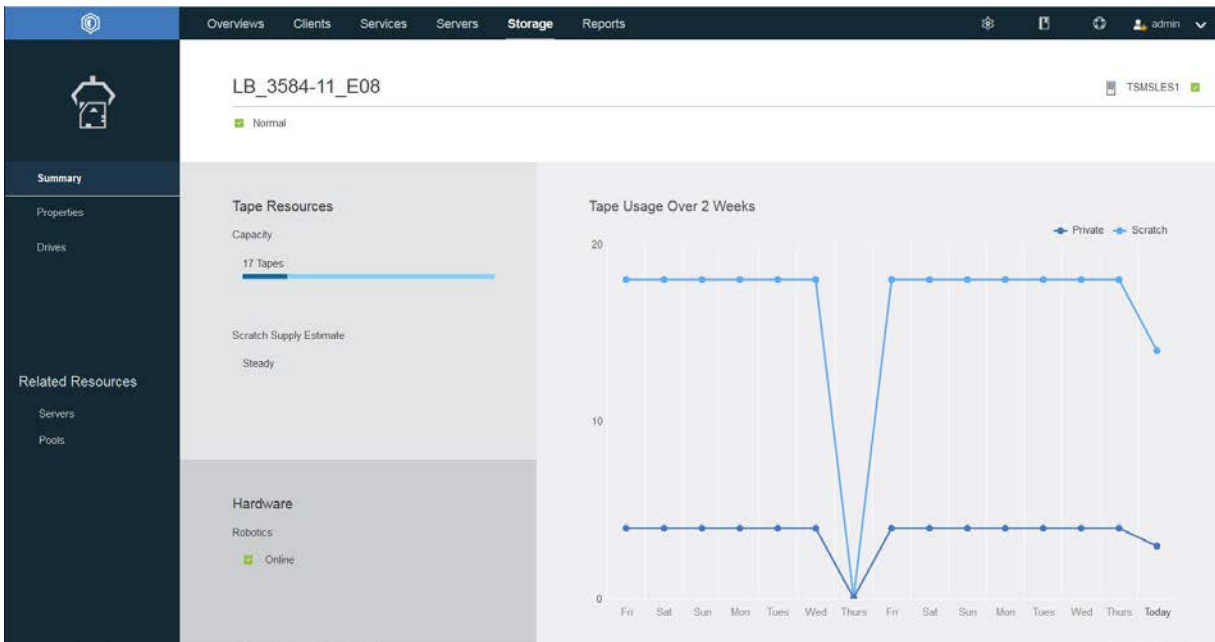 Overviews Clients Services Servers Storage Reports admin
LB_3584-11_E08
TSMSLES1
Normal
Summary
Properties
Drives
Related Resources
Servers
Pools
Tape Resources
Capacity
17 Tapes
Scratch Supply Estimate
Steady
Hardware
Robotics
Online
Tape Usage Over 2 Weeks
Private Scratch
20
10
0
Fri Sat Sun Mon Tues Wed Thurs Fri Sat Sun Mon Tues Wed Thurs Today